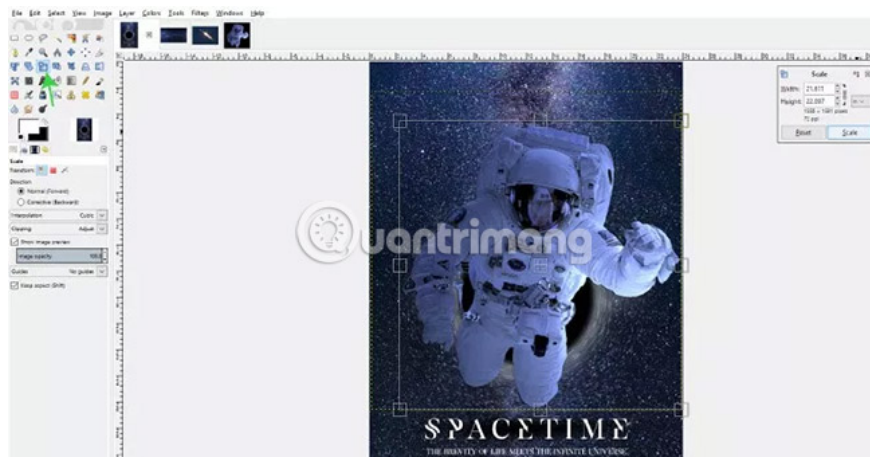 File Edit Select View Image Layer Colors Tools Filters Windows Help
Scale
Width:
Height:
72 ppi
Reset Scale
Scale
Transform:
Direction
Normal (Forward)
Corrective (Backward)
Interpolation Cubic
Clipping Adjust
Show image preview
Image opacity
Guides No guides
Keep aspect (Shift)
Quantrimang
SPACETIME
THE BREVITY OF LIFE MEETS THE INFINITE UNIVERSE